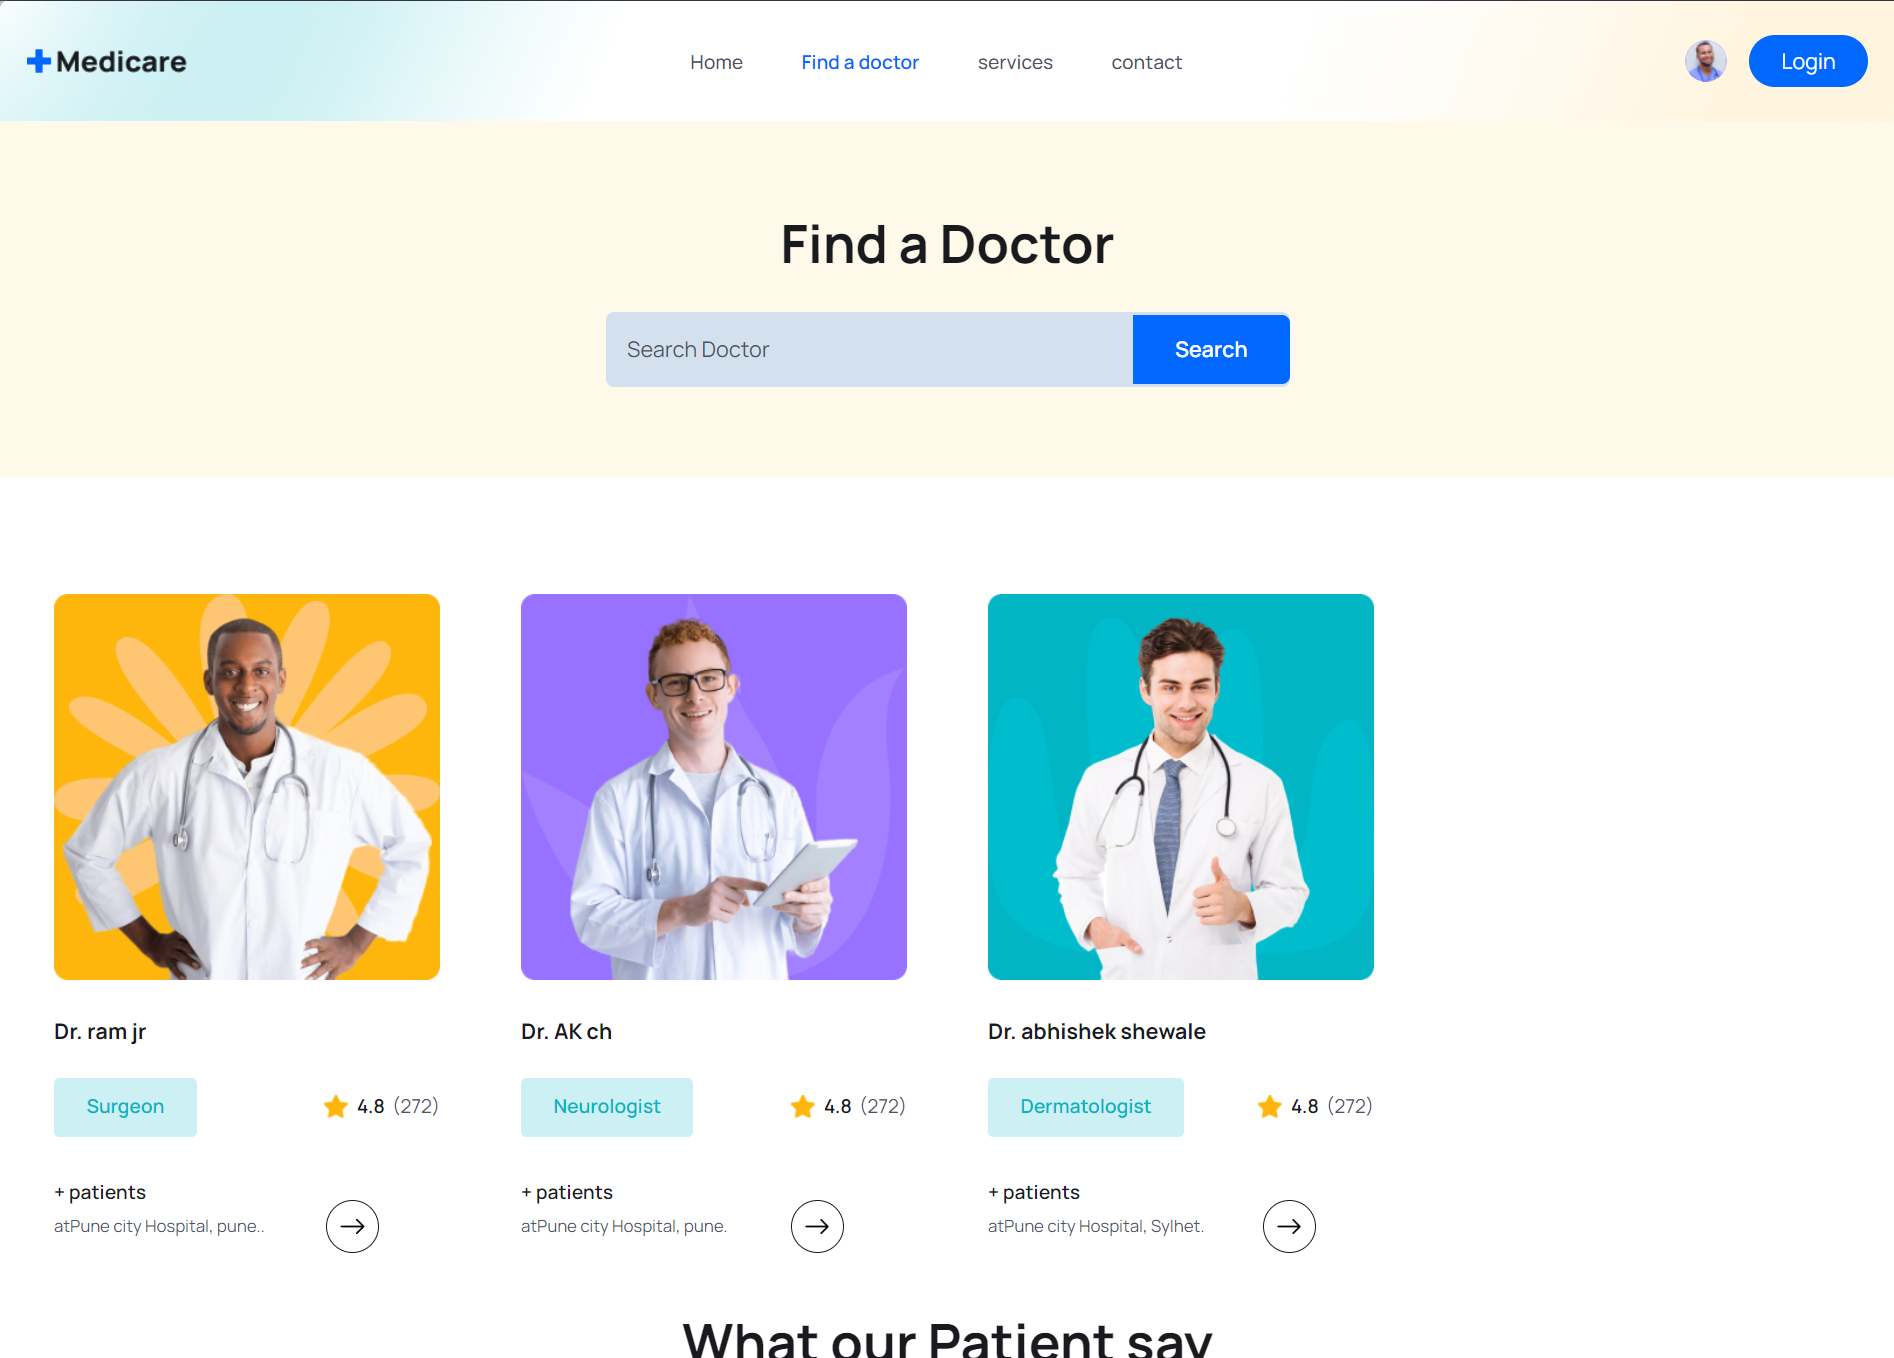 Medicare
Home Find a doctor services contact
Login
Find a Doctor
Search Doctor
Search
Dr. ram jr
Surgeon
4.8 (272)
+ patients
atPune city Hospital, pune..
Dr. AK ch
Neurologist
4.8 (272)
+ patients
atPune city Hospital, pune.
Dr. abhishek shewale
Dermatologist
4.8 (272)
+ patients
atPune city Hospital, Sylhet.
What our Patient say